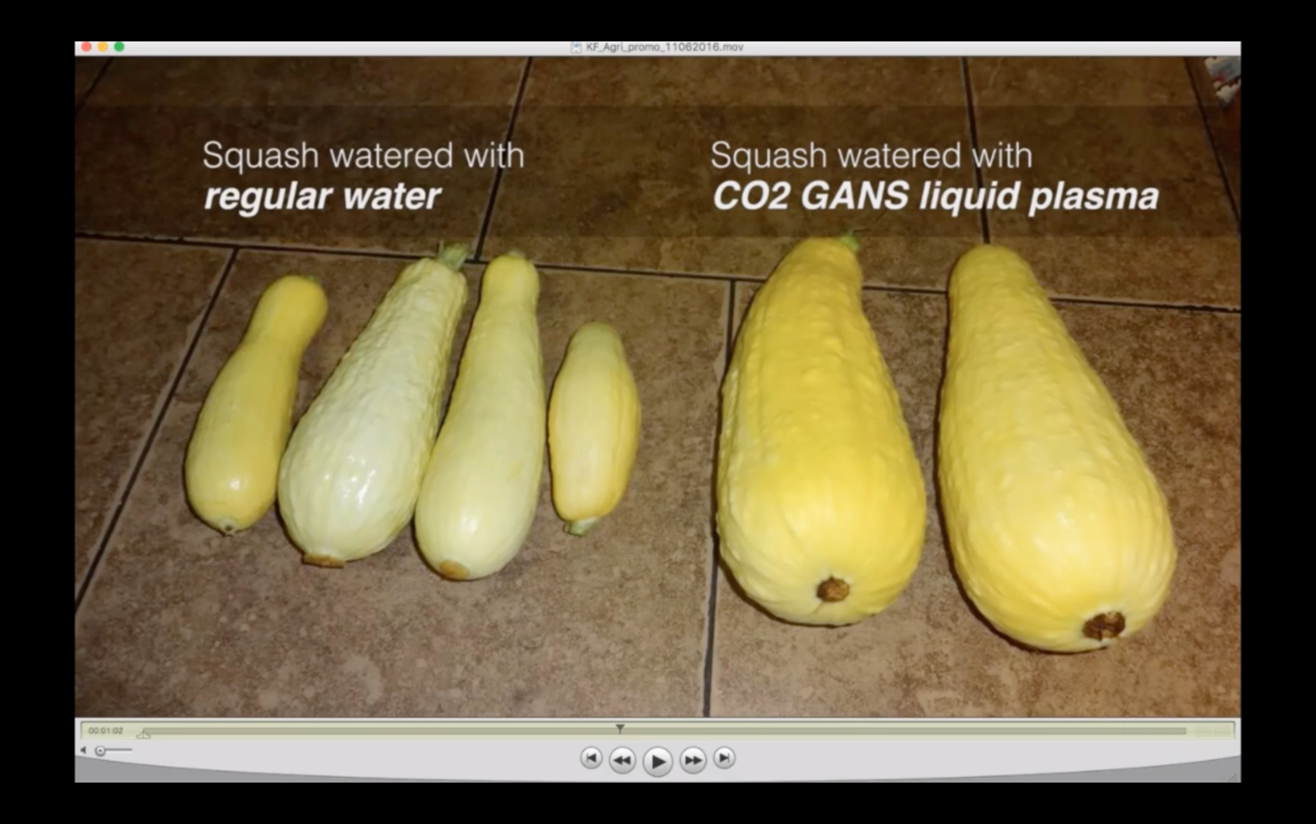 KF_Agri_promo_11062016.mov
Squash watered with
regular water
Squash watered with
CO2 GANS liquid plasma
00:01:02